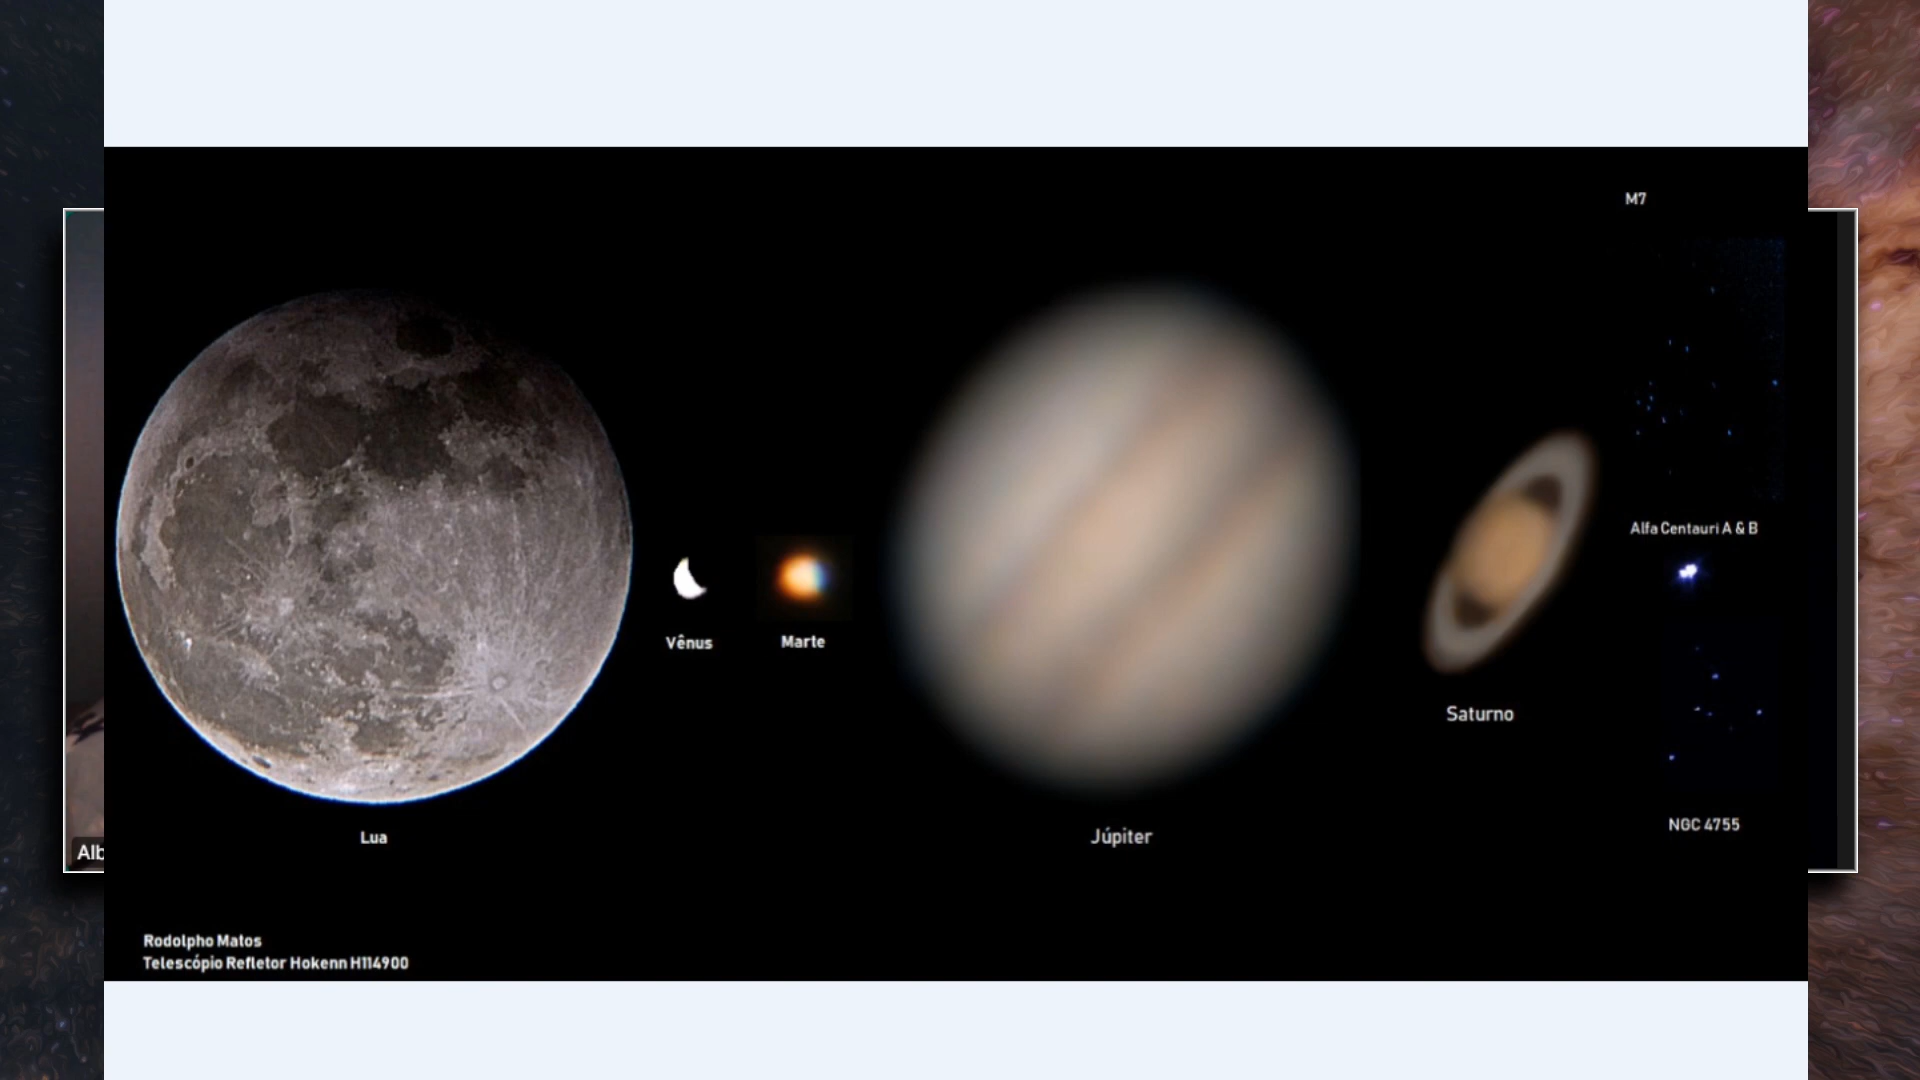 M7
Alfa Centauri A & B
Vênus
Marte
Saturno
NGC 4755
Lua
Júpiter
Alb
Rodolpho Matos
Telescópio Refletor Hokenn H114900